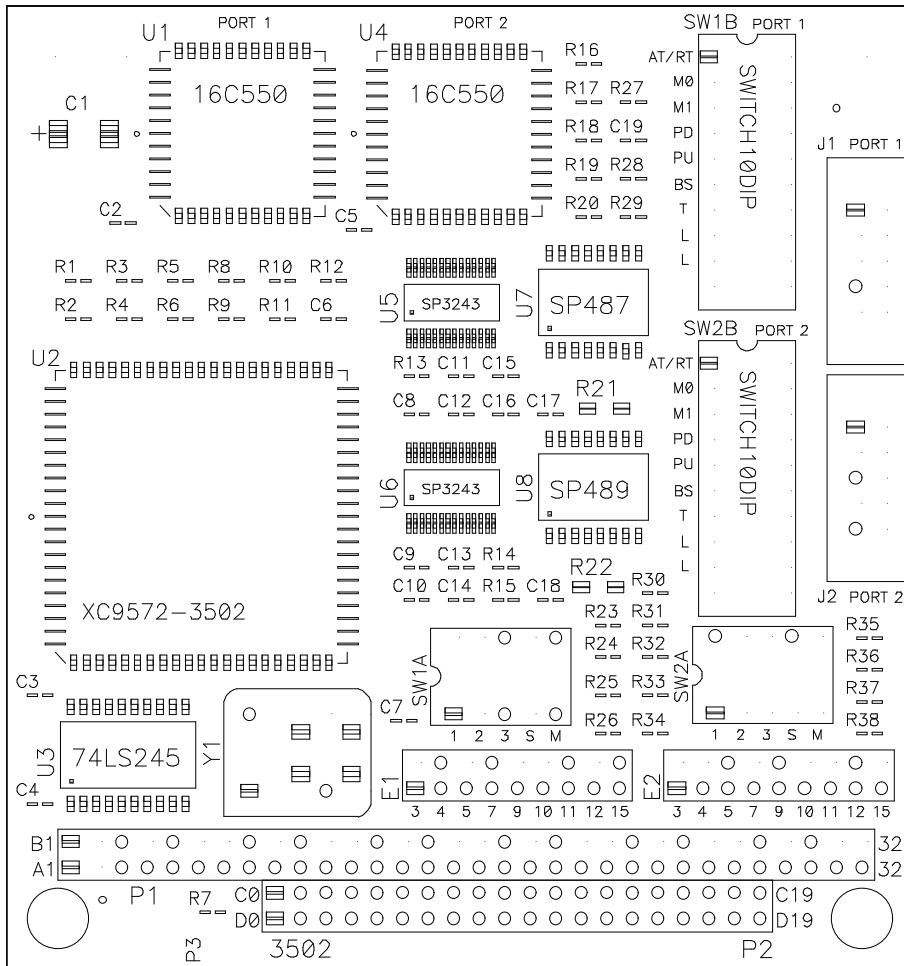 U1 PORT 1 U4 PORT 2 SW1B PORT 1
R16 AT/RT
16C550 16C550 R17 R27 M0
C1 M1
+ R18 C19 PD
J1 PORT 1
R19 R28 PU
BS
C2 C5 R20 R29 T
L
L
SWITCH10DIP
R1 R3 R5 R8 R10 R12
U5 SP3243 U7 SP487
R2 R4 R6 R9 R11 C6
SW2B PORT 2
U2 AT/RT
R13 C11 C15 M0
C8 C12 C16 C17 R21 M1
PD
PU
BS
T
L
L
SWITCH10DIP
U6 SP3243 U8 SP489
C9 C13 R14 R22 R30
C10 C14 R15 C18 J2 PORT 2
XC9572-3502 R23 R31 R35
R24 R32 R36
SW1A SW2A
C3 R25 R33 R37
C7 R26 R34 R38
1 2 3 S M 1 2 3 S M
U3 74LS245 Y1
E1 E2
C4 3 4 5 7 9 10 11 12 15 3 4 5 7 9 10 11 12 15
B1 32
A1 32
P1 R7 C0 C19
D0 D19
P3 3502 P2